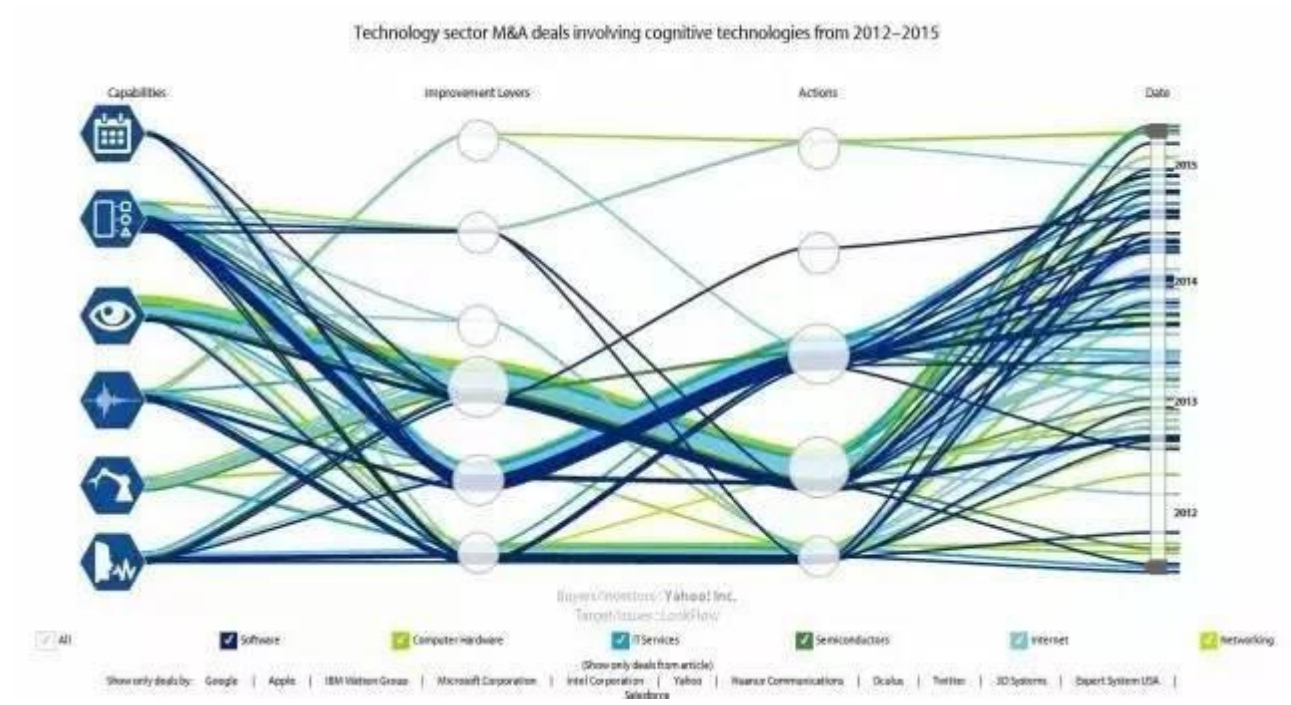 Technology sector M&A deals involving cognitive technologies from 2012–2015
Capabilities Improvement Levers Actions Date
2015
2014
2013
2012
Buyers/Investors: Yahoo! Inc.
Target/Issuer: LookFlow
All Software Computer Hardware IT Services Semiconductors Internet Networking
(Show only deals from article)
Show only deals by: Google | Apple | IBM Watson Group | Microsoft Corporation | Intel Corporation | Yahoo | Nuance Communications | Oculus | Twitter | 3D Systems | Expert System USA |
Salesforce